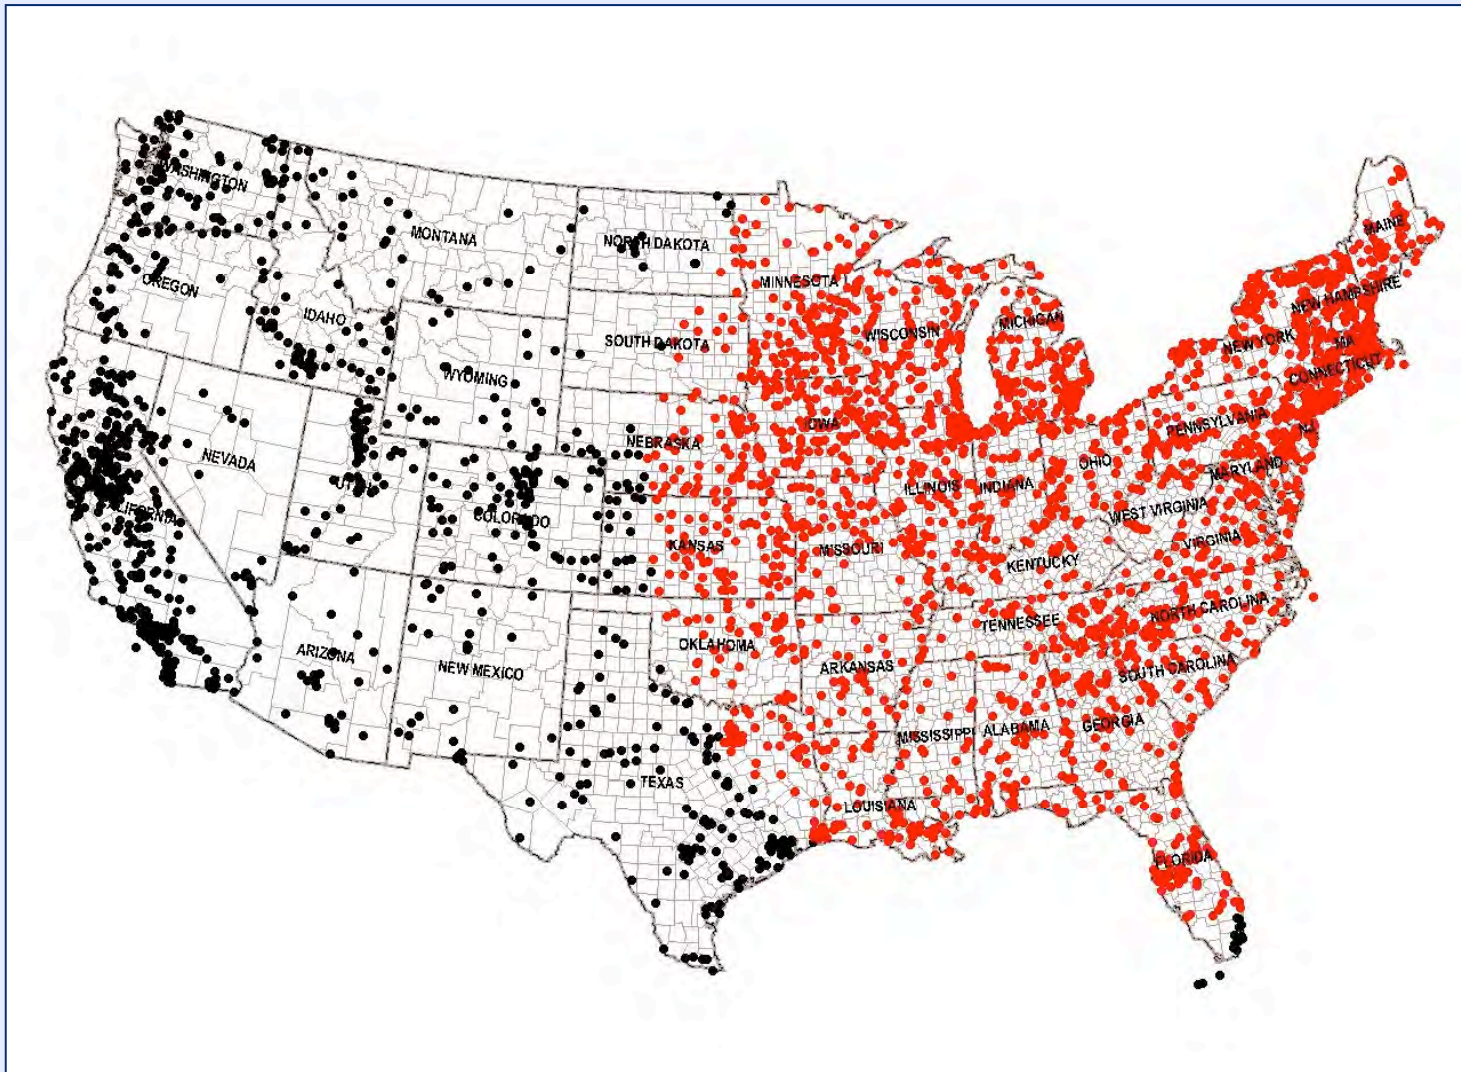 WASHINGTON
MONTANA
NORTH DAKOTA
MAINE
OREGON
MINNESOTA
NEW HAMPSHIRE
IDAHO
SOUTH DAKOTA
WISCONSIN
MICHIGAN
NEW YORK
MA
WYOMING
CONNECTICUT
NEBRASKA
IOWA
PENNSYLVANIA
NJ
NEVADA
UTAH
OHIO
MARYLAND
ILLINOIS
INDIANA
CALIFORNIA
COLORADO
WEST VIRGINIA
KANSAS
MISSOURI
KENTUCKY
VIRGINIA
ARIZONA
NEW MEXICO
OKLAHOMA
ARKANSAS
TENNESSEE
NORTH CAROLINA
SOUTH CAROLINA
MISSISSIPPI
ALABAMA
GEORGIA
TEXAS
LOUISIANA
FLORIDA